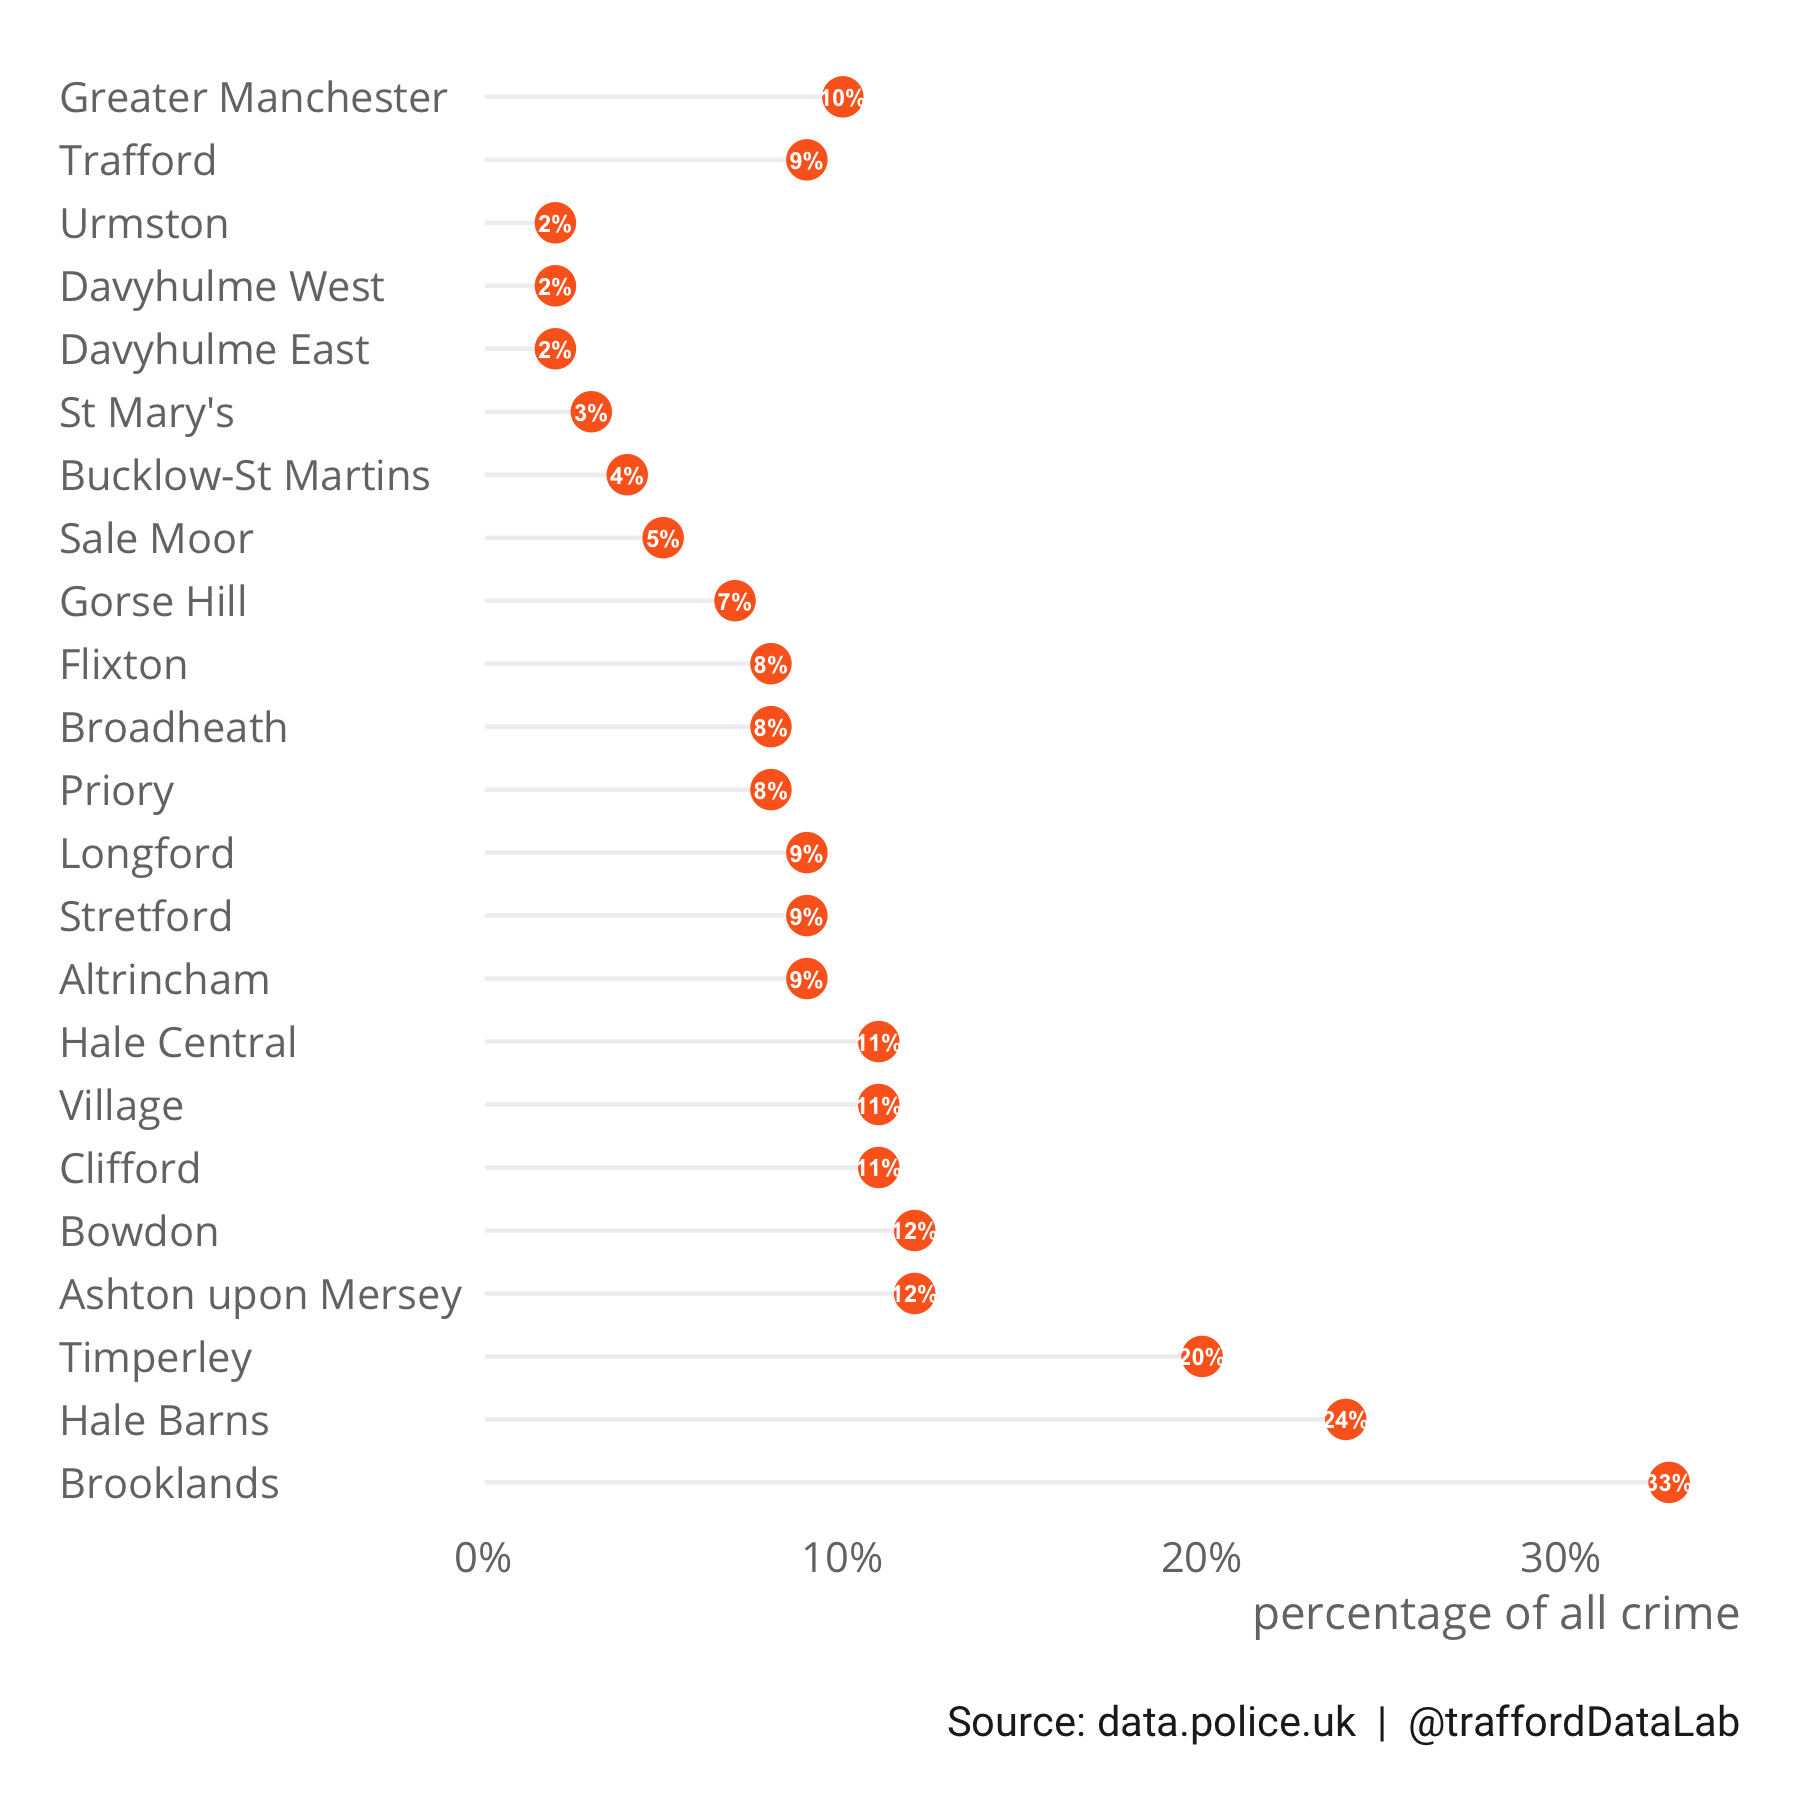 Greater Manchester 10%
Trafford 9%
Urmston 2%
Davyhulme West 2%
Davyhulme East 2%
St Mary's 3%
Bucklow-St Martins 4%
Sale Moor 5%
Gorse Hill 7%
Flixton 8%
Broadheath 8%
Priory 8%
Longford 9%
Stretford 9%
Altrincham 9%
Hale Central 11%
Village 11%
Clifford 11%
Bowdon 12%
Ashton upon Mersey 12%
Timperley 20%
Hale Barns 24%
Brooklands 33%
0% 10% 20% 30%
percentage of all crime
Source: data.police.uk | @traffordDataLab